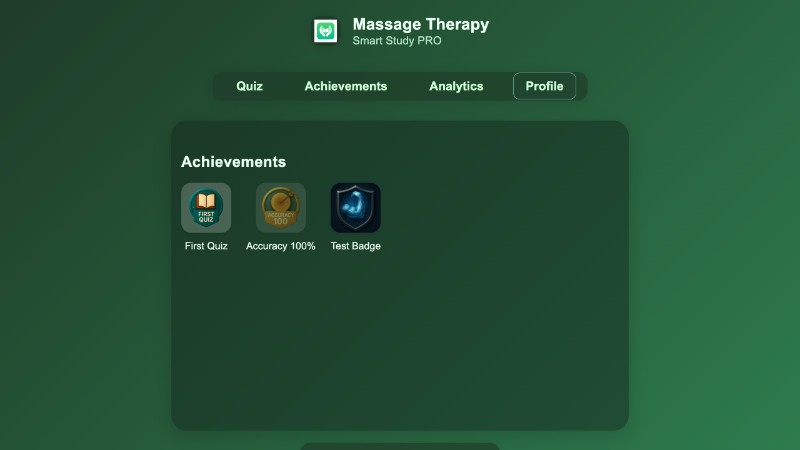 Massage Therapy
Smart Study PRO
Quiz Achievements Analytics Profile
Achievements
FIRST
QUIZ
ACCURACY
100
First Quiz Accuracy 100% Test Badge